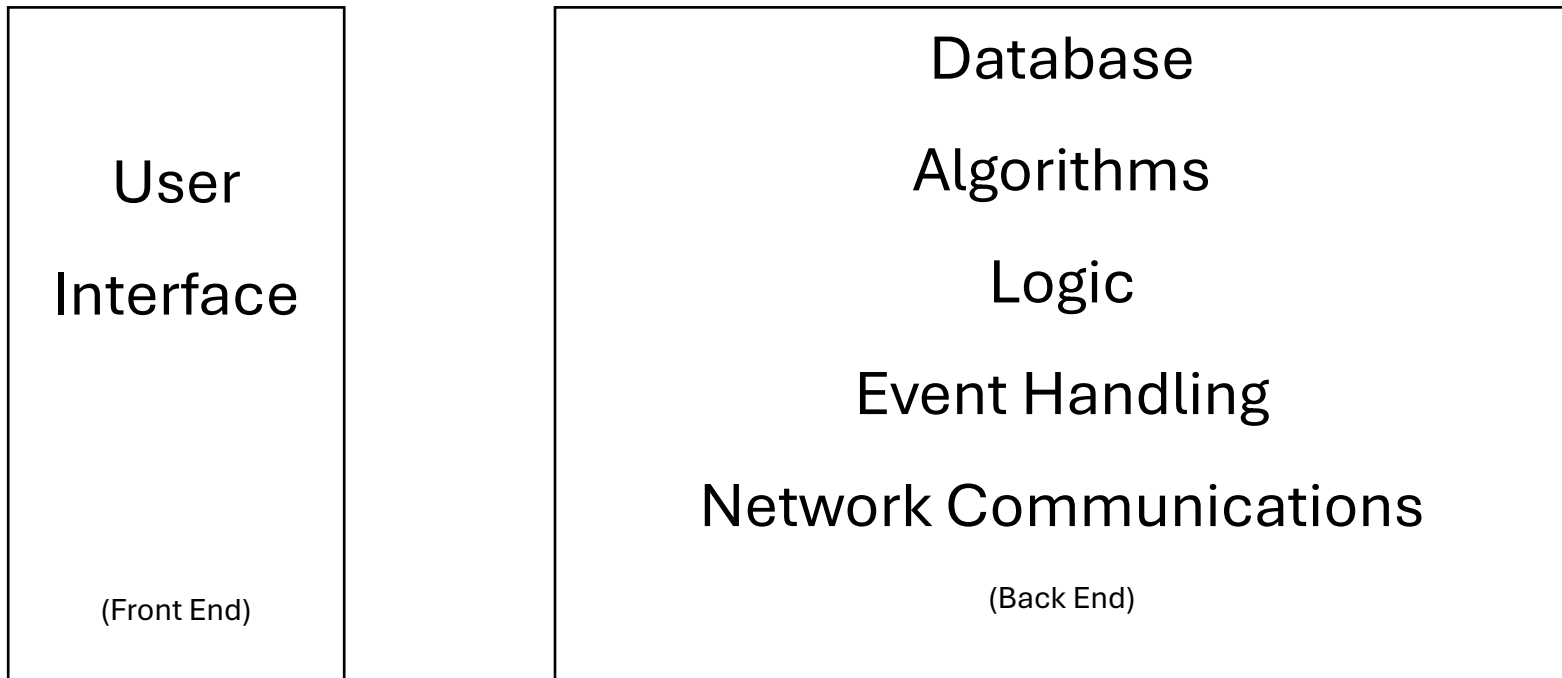 User
Interface
(Front End)
Database
Algorithms
Logic
Event Handling
Network Communications
(Back End)